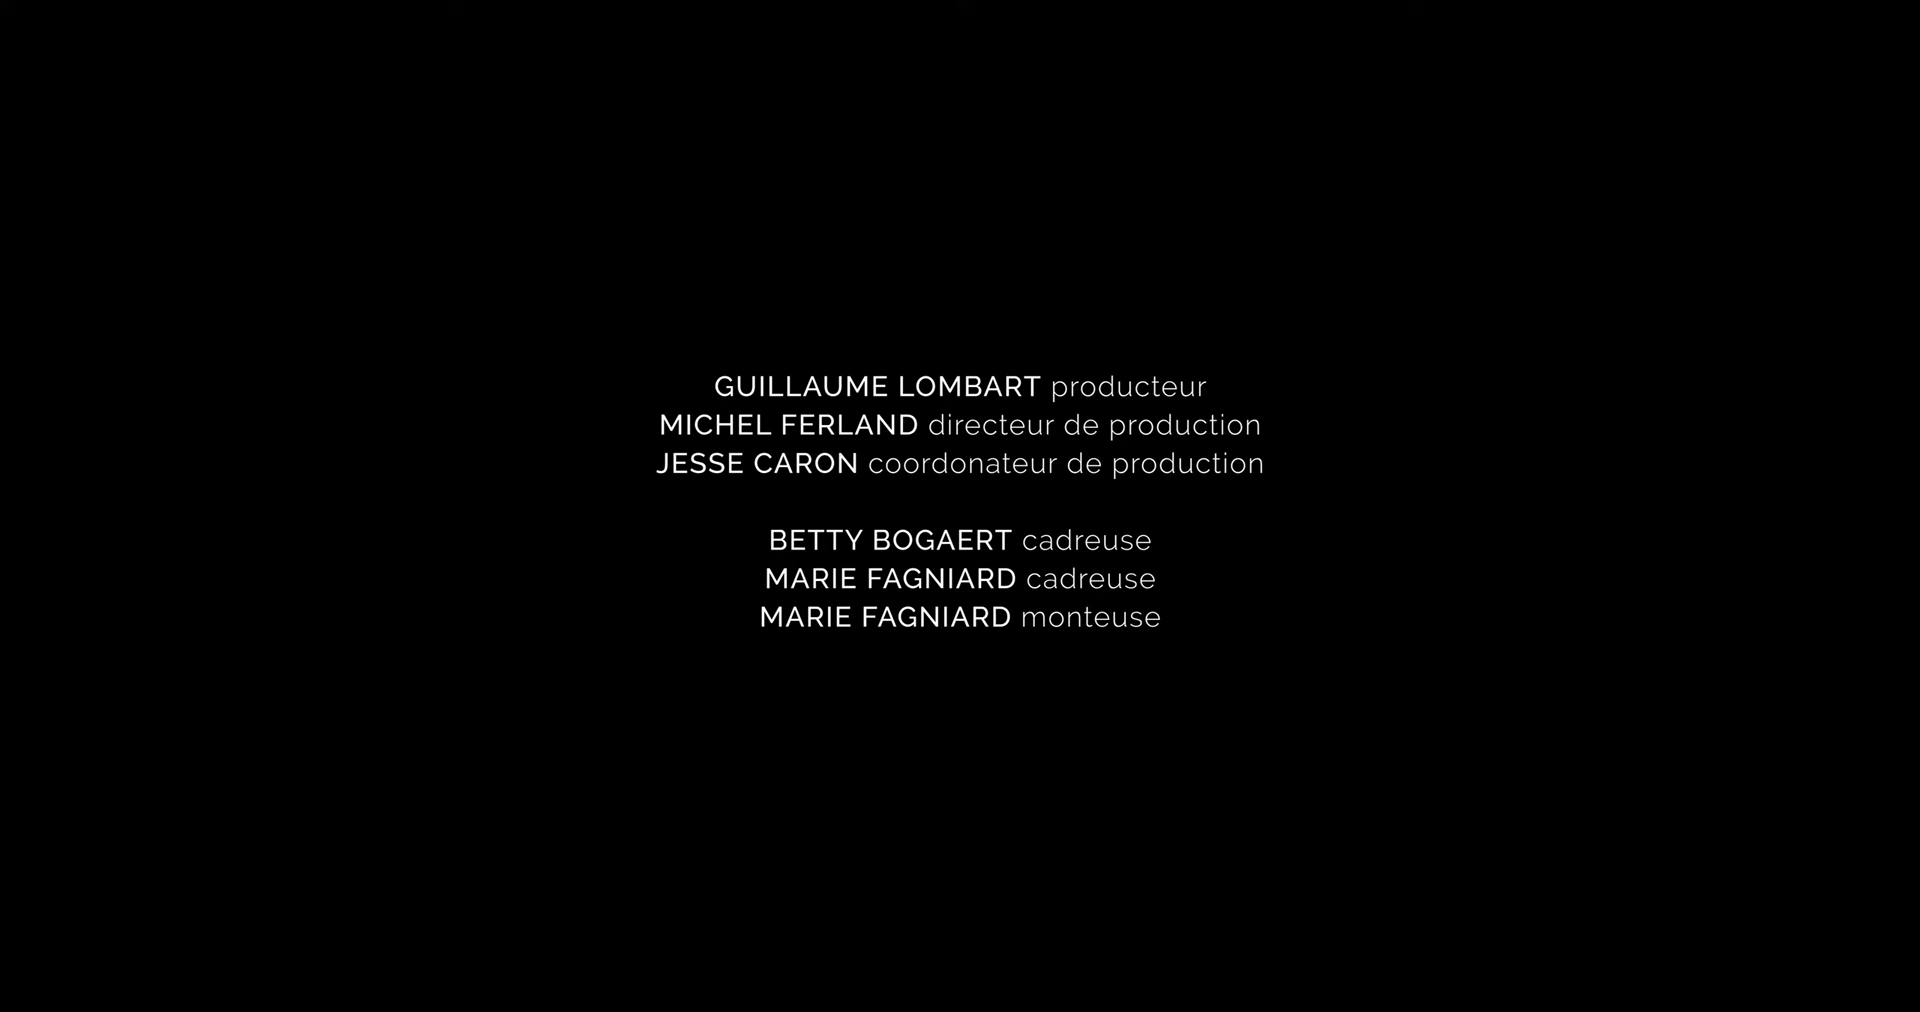 GUILLAUME LOMBART producteur
MICHEL FERLAND directeur de production
JESSE CARON coordonateur de production
BETTY BOGAERT cadreuse
MARIE FAGNIARD cadreuse
MARIE FAGNIARD monteuse